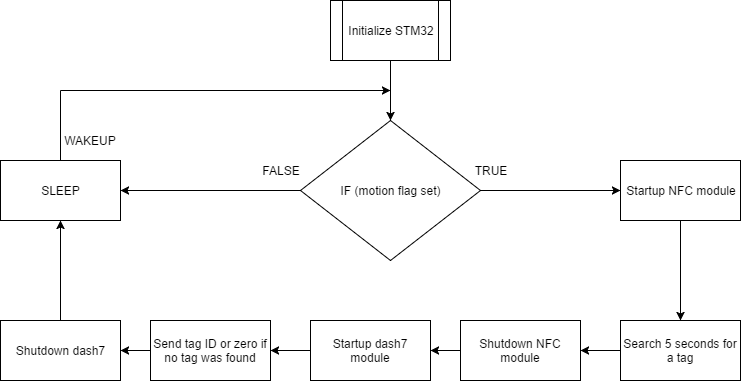 Initialize STM32
WAKEUP
FALSE
TRUE
SLEEP
IF (motion flag set)
Startup NFC module
Shutdown dash7
Send tag ID or zero if
no tag was found
Startup dash7
module
Shutdown NFC
module
Search 5 seconds for
a tag